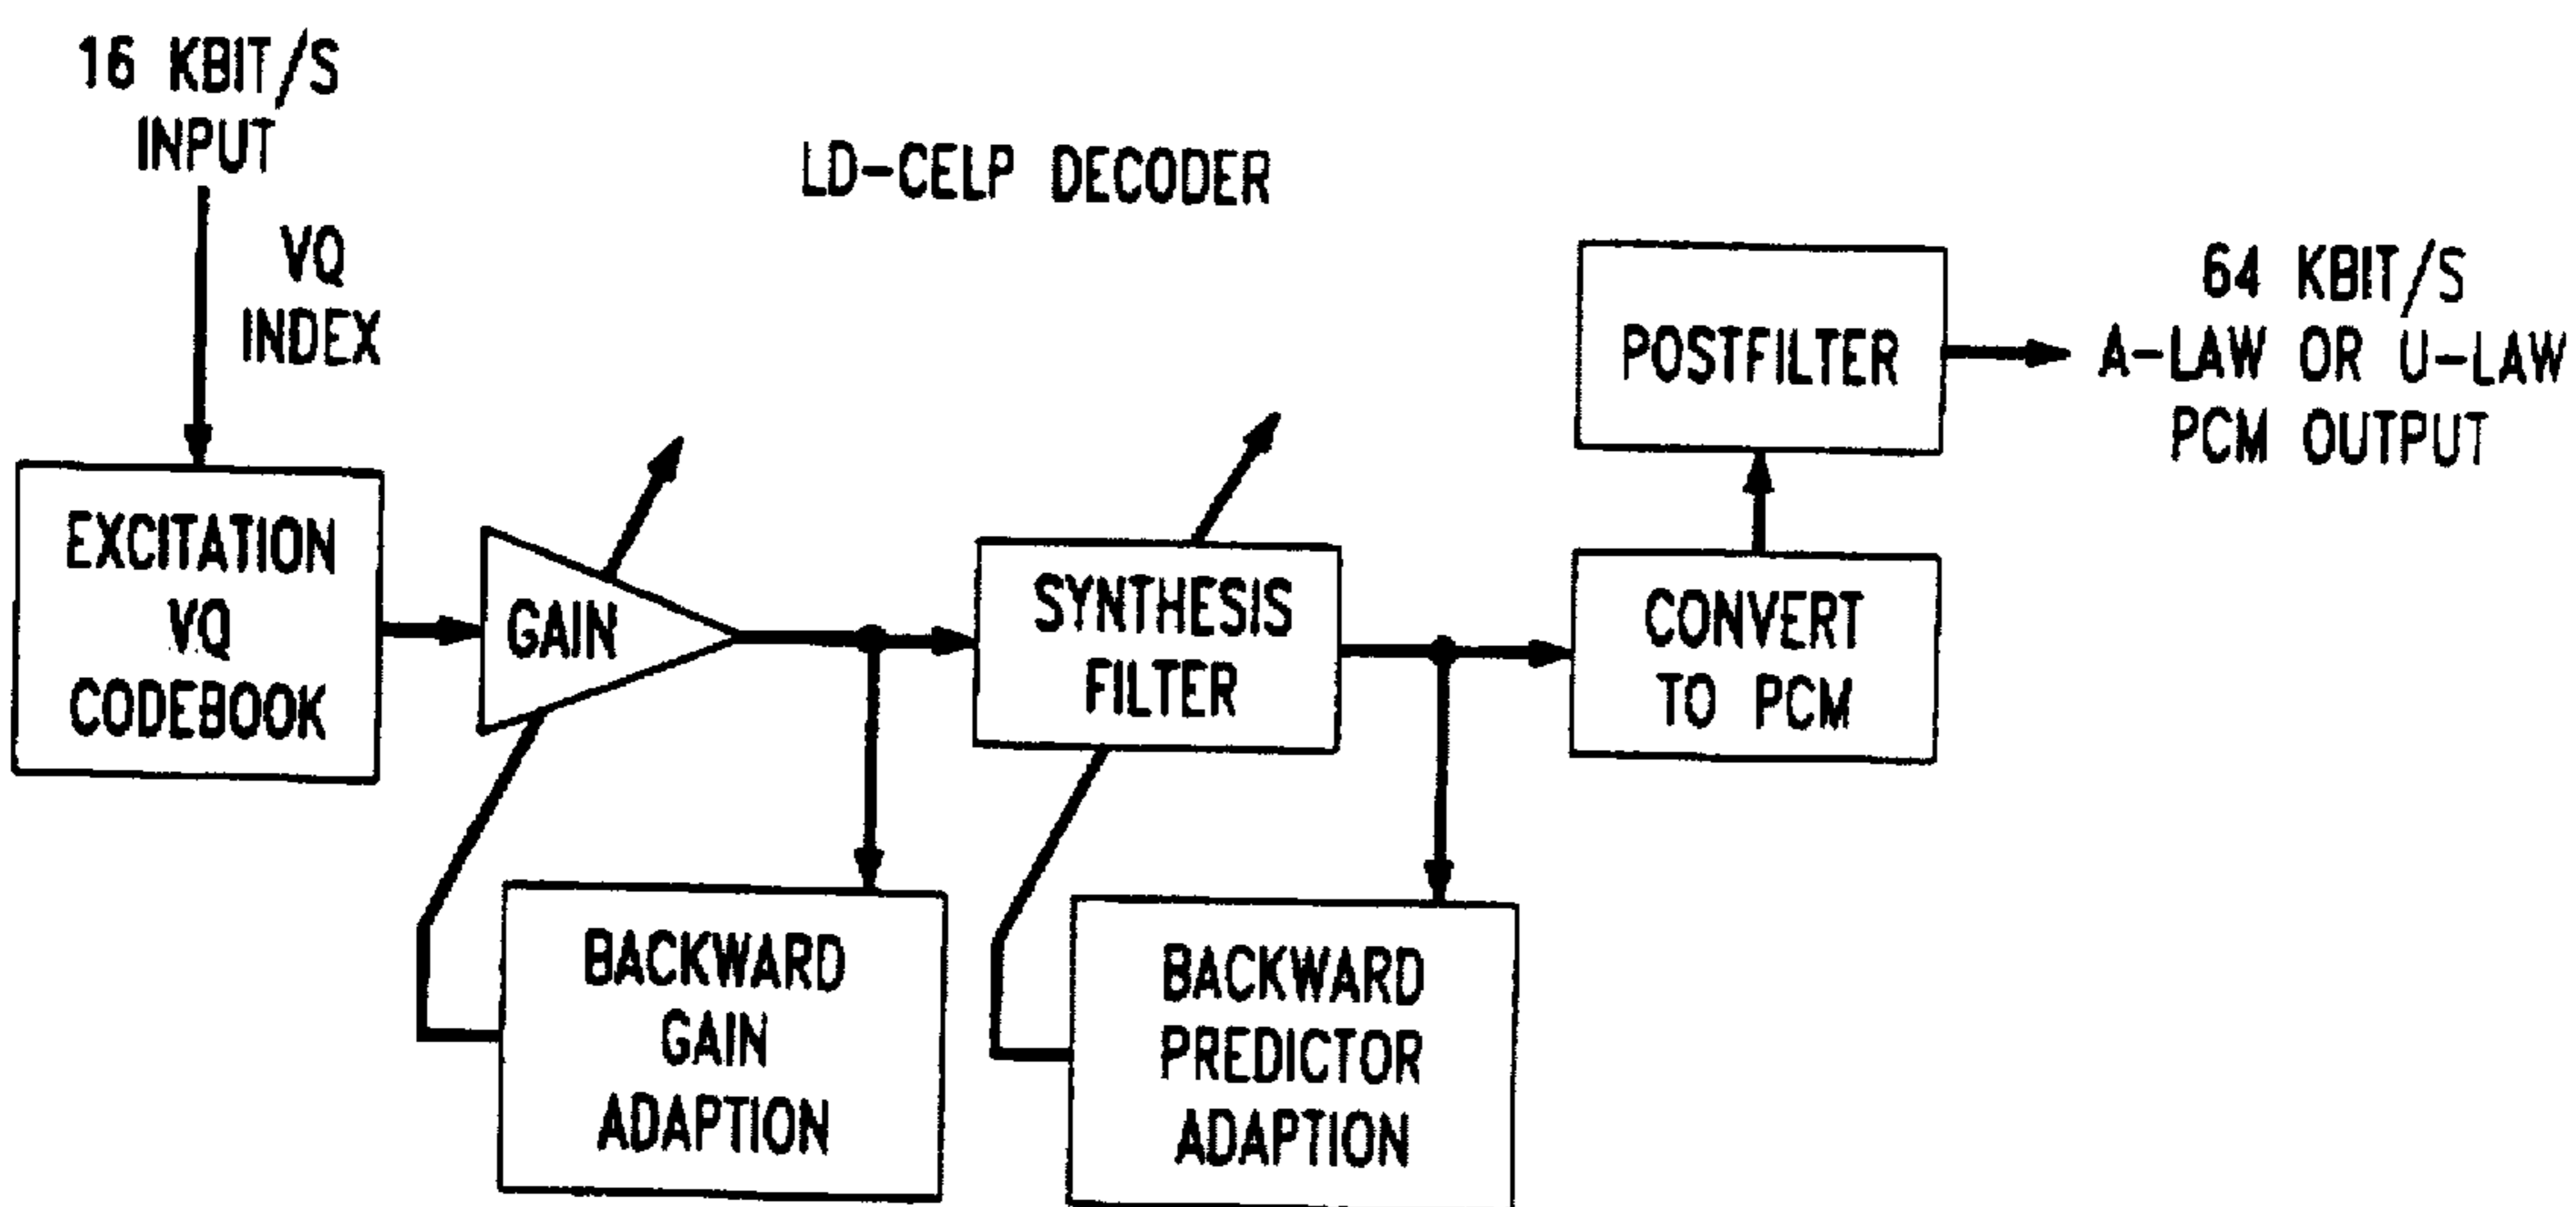 16 KBIT/S
INPUT
VQ
INDEX
LD-CELP DECODER
EXCITATION
VQ
CODEBOOK
GAIN
SYNTHESIS
FILTER
CONVERT
TO PCM
POSTFILTER
64 KBIT/S
A-LAW OR U-LAW
PCM OUTPUT
BACKWARD
GAIN
ADAPTION
BACKWARD
PREDICTOR
ADAPTION